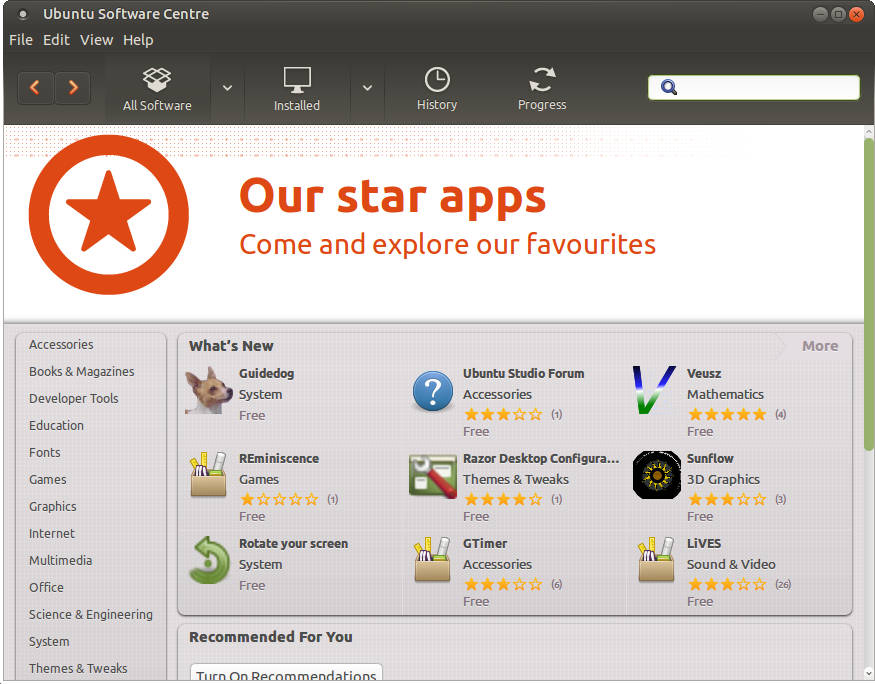 Ubuntu Software Centre
File Edit View Help
All Software
Installed
History
Progress
Our star apps
Come and explore our favourites
Accessories
Books & Magazines
Developer Tools
Education
Fonts
Games
Graphics
Internet
Multimedia
Office
Science & Engineering
System
Themes & Tweaks
What's New
More
Guidedog
System
Free
Ubuntu Studio Forum
Accessories
(1)
Free
Veusz
Mathematics
(4)
Free
REminiscence
Games
(1)
Free
Razor Desktop Configura...
Themes & Tweaks
(1)
Free
Sunflow
3D Graphics
(3)
Free
Rotate your screen
System
Free
GTimer
Accessories
(6)
Free
LiVES
Sound & Video
(26)
Free
Recommended For You
Turn On Recommendations